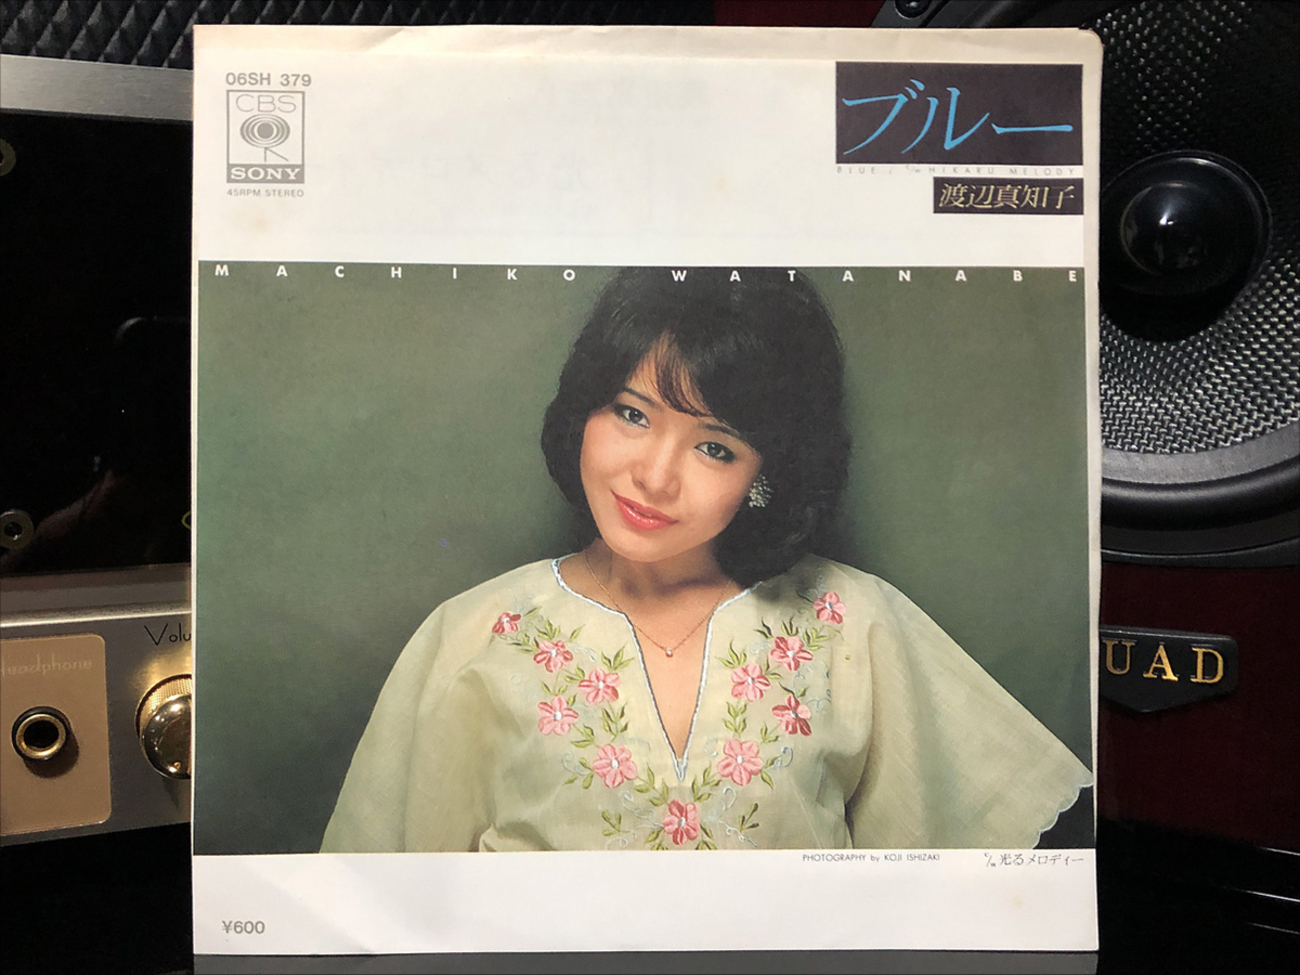 06SH 379
CBS
SONY
45RPM STEREO
ブルー
BLUE / c/w HIKARU MELODY
渡辺真知子
MACHIKO WATANABE
PHOTOGRAPHY by KOJI ISHIZAKI
c/w 光るメロディー
¥600
Volu
headphone
UAD